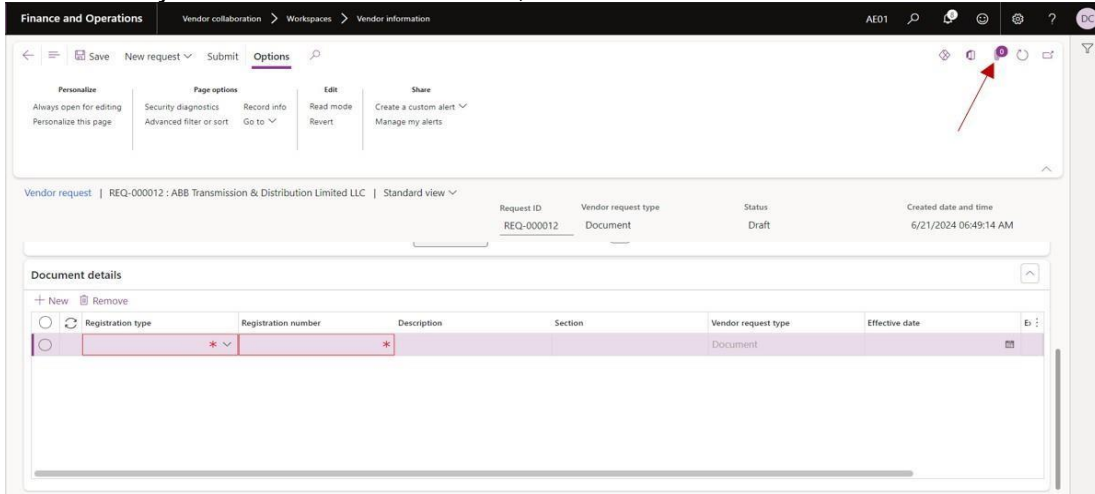 Finance and Operations Vendor collaboration > Workspaces > Vendor information AE01 ? DC
Save New request Submit Options 0
Personalize Page options Edit Share
Always open for editing Security diagnostics Record info Read mode Create a custom alert
Personalize this page Advanced filter or sort Go to Revert Manage my alerts
Vendor request | REQ-000012 : ABB Transmission & Distribution Limited LLC | Standard view
Request ID Vendor request type Status Created date and time
REQ-000012 Document Draft 6/21/2024 06:49:14 AM
Document details
+ New Remove
Registration type Registration number Description Section Vendor request type Effective date
* * Document